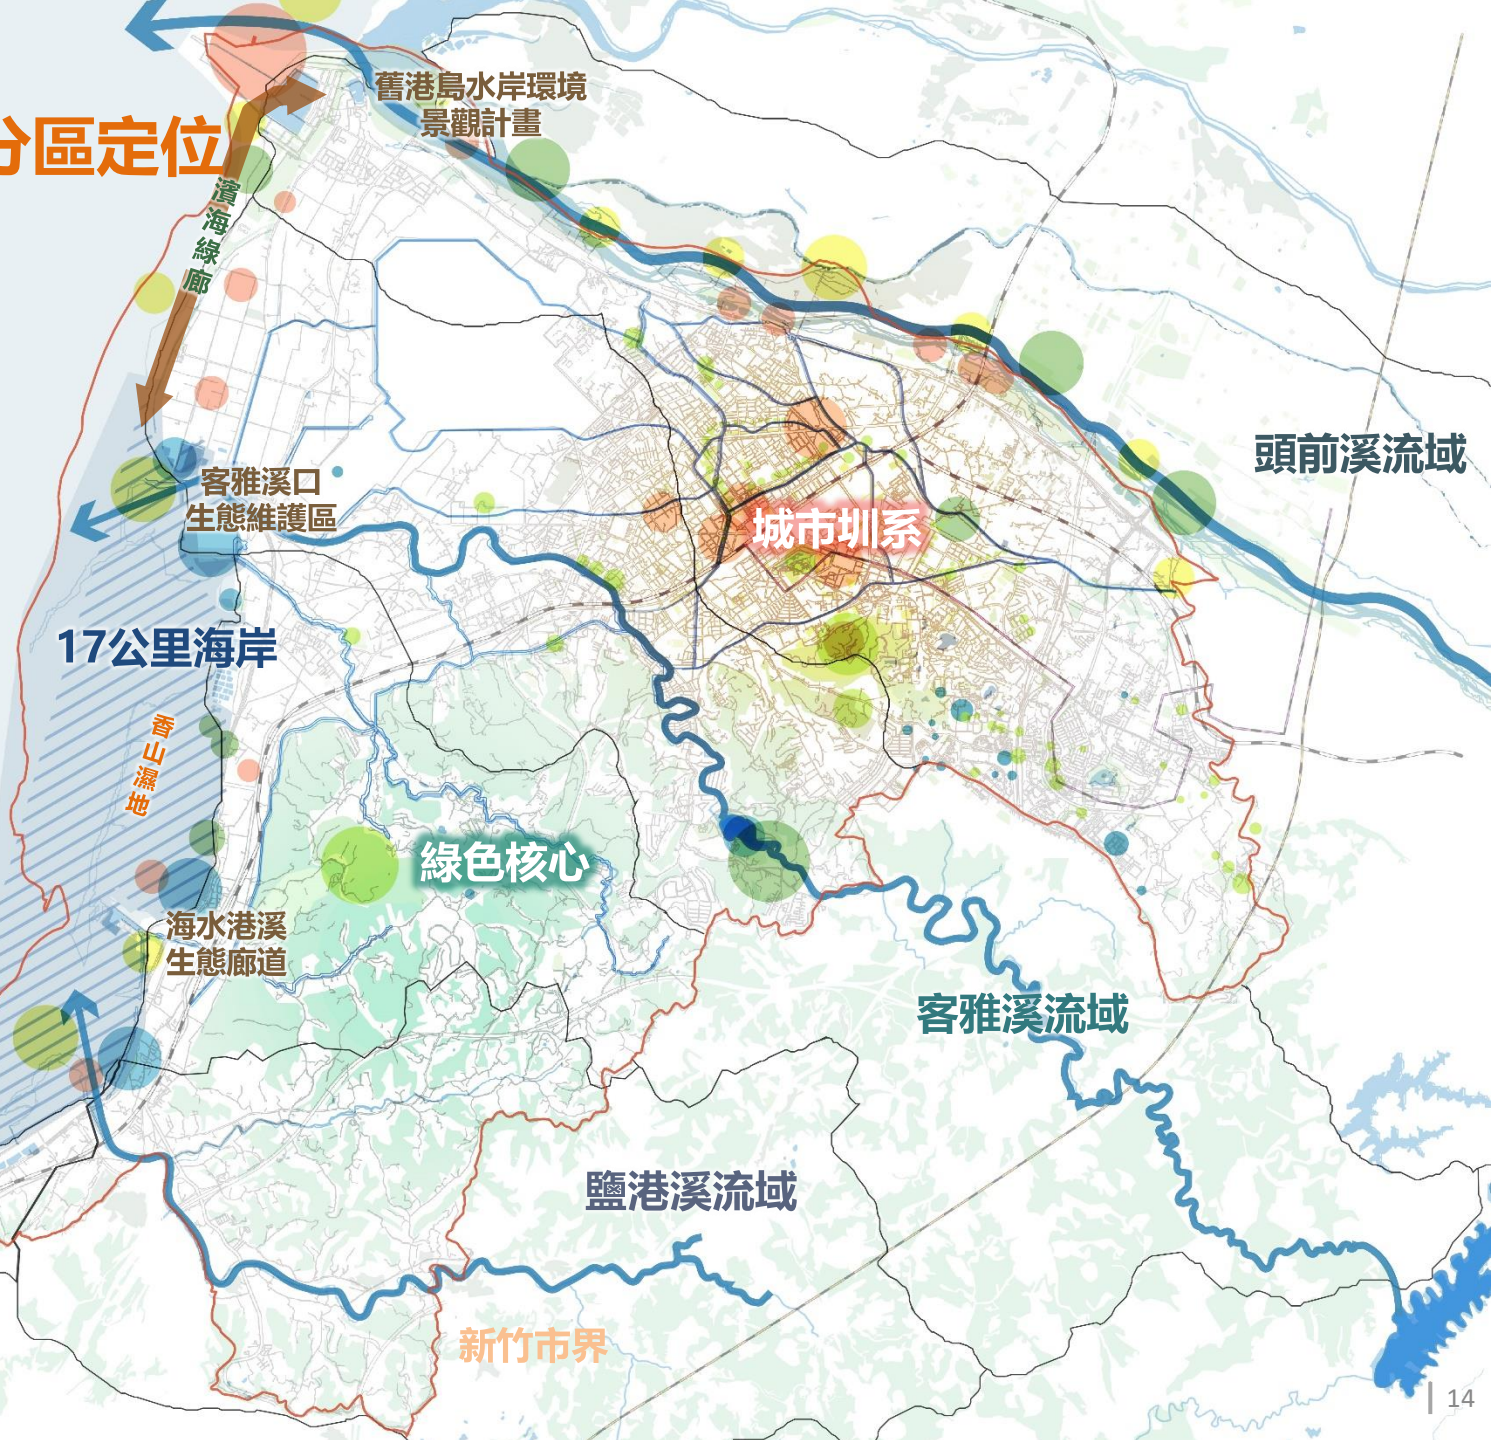 舊港島水岸環境
景觀計畫
分區定位
濱海綠廊
頭前溪流域
客雅溪口
生態維護區
城市圳系
17公里海岸
香山濕地
綠色核心
海水港溪
生態廊道
客雅溪流域
鹽港溪流域
新竹市界
14